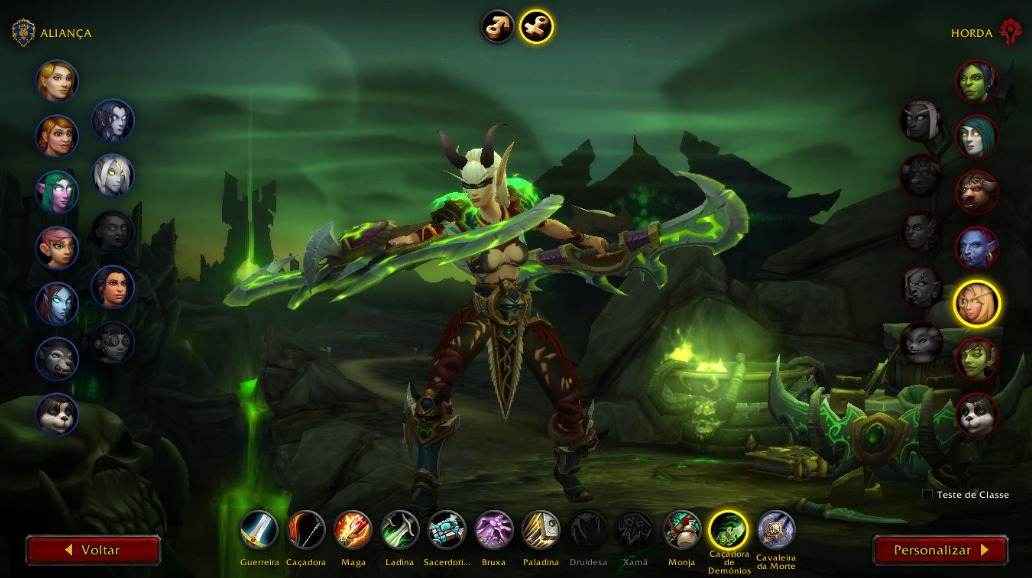 ALIANÇA
HORDA
Teste de Classe
Voltar
Personalizar
Guerreira
Caçadora
Maga
Ladina
Sacerdoti...
Bruxa
Paladina
Druidesa
Xamã
Monja
Caçadora
de
Demônios
Cavaleira
da Morte